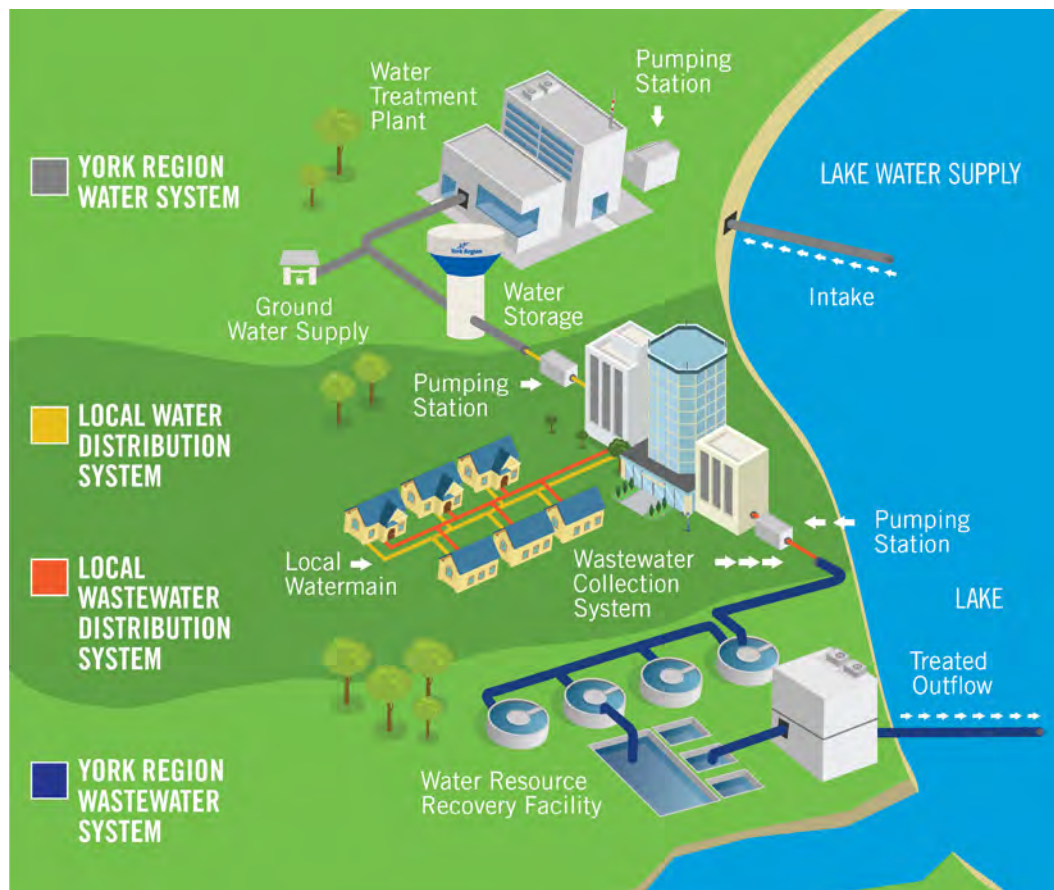 Water
Treatment
Plant
Pumping
Station
YORK REGION
WATER SYSTEM
LAKE WATER SUPPLY
York Region
Intake
Ground
Water Supply
Water
Storage
Pumping
Station
LOCAL WATER
DISTRIBUTION
SYSTEM
Local
Watermain
Wastewater
Collection
System
Pumping
Station
LOCAL
WASTEWATER
DISTRIBUTION
SYSTEM
LAKE
Treated
Outflow
Water Resource
Recovery Facility
YORK REGION
WASTEWATER
SYSTEM